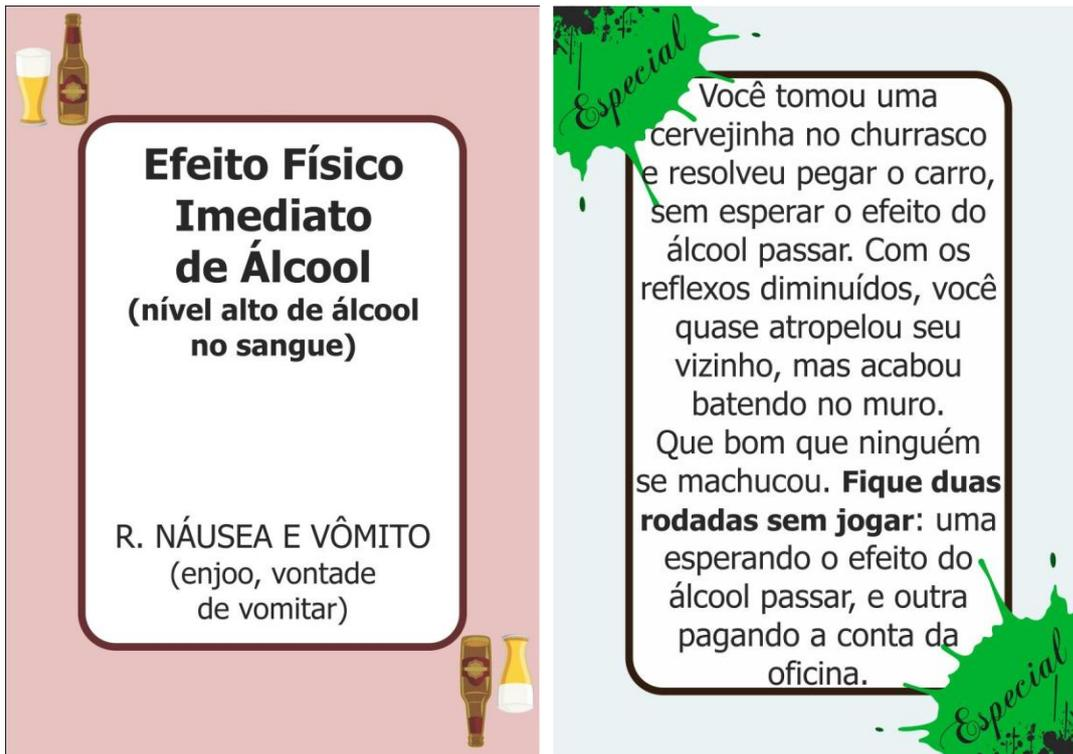 Efeito Físico
Imediato
de Álcool
(nível alto de álcool
no sangue)
R. NÁUSEA E VÔMITO
(enjoo, vontade
de vomitar)
Especial
Você tomou uma
cervejinha no churrasco
e resolveu pegar o carro,
sem esperar o efeito do
álcool passar. Com os
reflexos diminuídos, você
quase atropelou seu
vizinho, mas acabou
batendo no muro.
Que bom que ninguém
se machucou. Fique duas
rodadas sem jogar: uma
esperando o efeito do
álcool passar, e outra
pagando a conta da
oficina.
Especial